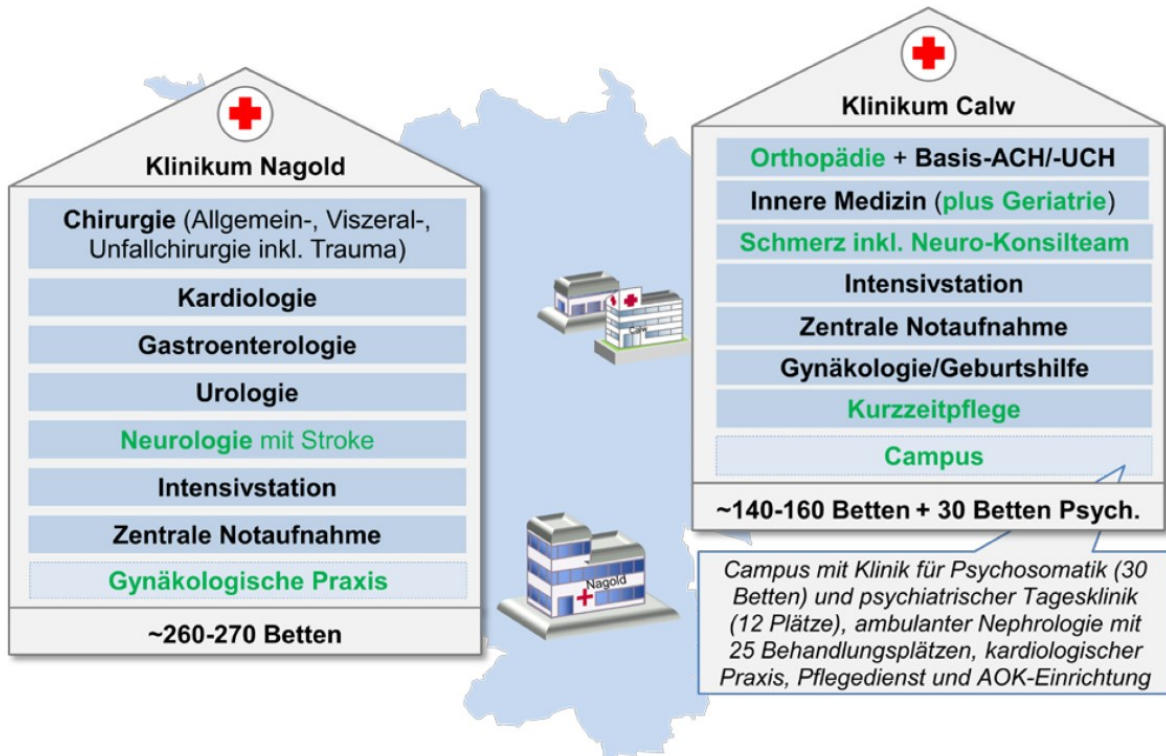 Klinikum Nagold
Chirurgie (Allgemein-, Viszeral-,
Unfallchirurgie inkl. Trauma)
Kardiologie
Gastroenterologie
Urologie
Neurologie mit Stroke
Intensivstation
Zentrale Notaufnahme
Gynäkologische Praxis
~260-270 Betten
Calw
Nagold
Klinikum Calw
Orthopädie + Basis-ACH/-UCH
Innere Medizin (plus Geriatrie)
Schmerz inkl. Neuro-Konsilteam
Intensivstation
Zentrale Notaufnahme
Gynäkologie/Geburtshilfe
Kurzzeitpflege
Campus
~140-160 Betten + 30 Betten Psych.
Campus mit Klinik für Psychosomatik (30
Betten) und psychiatrischer Tagesklinik
(12 Plätze), ambulanter Nephrologie mit
25 Behandlungsplätzen, kardiologischer
Praxis, Pflegedienst und AOK-Einrichtung